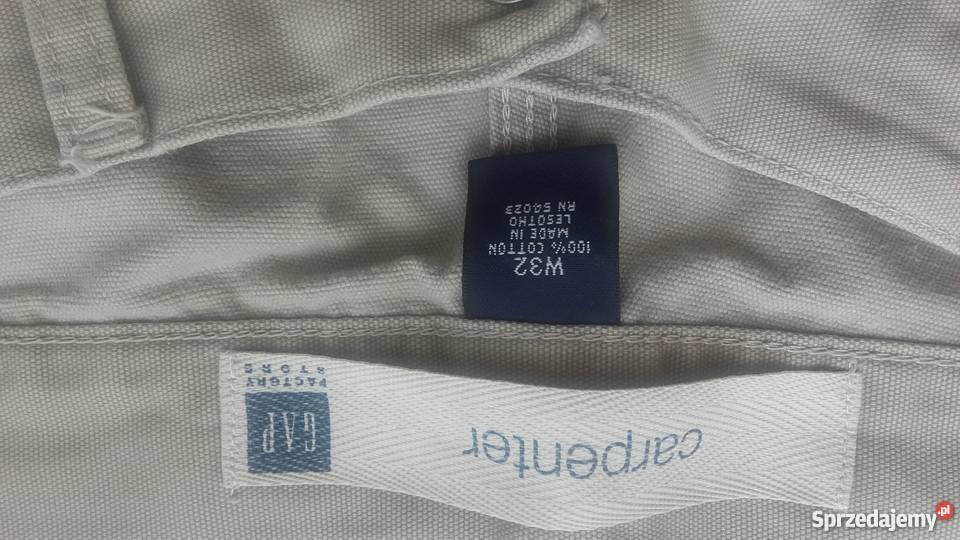 W32
100% COTTON
MADE IN
LESOTHO
RN 54023
carpenter
GAP
FACTORY
STORE
Sprzedajemy.pl